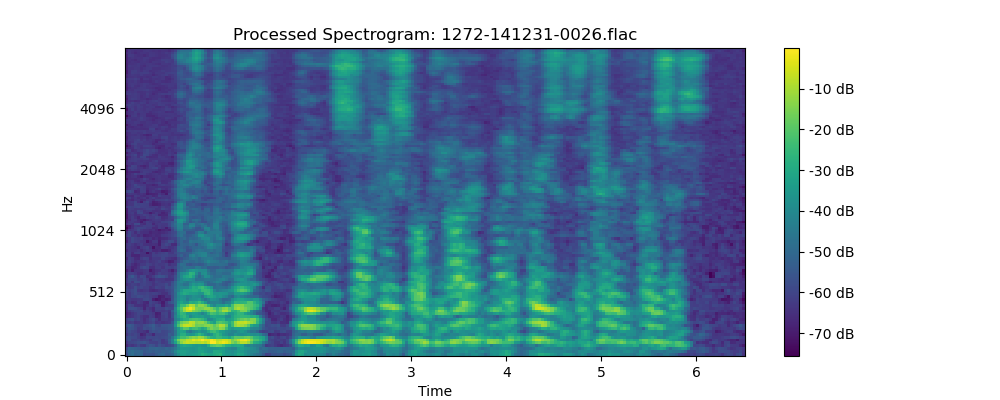 Processed Spectrogram: 1272-141231-0026.flac
Hz
4096
2048
1024
512
0
0 1 2 3 4 5 6
Time
-10 dB
-20 dB
-30 dB
-40 dB
-50 dB
-60 dB
-70 dB